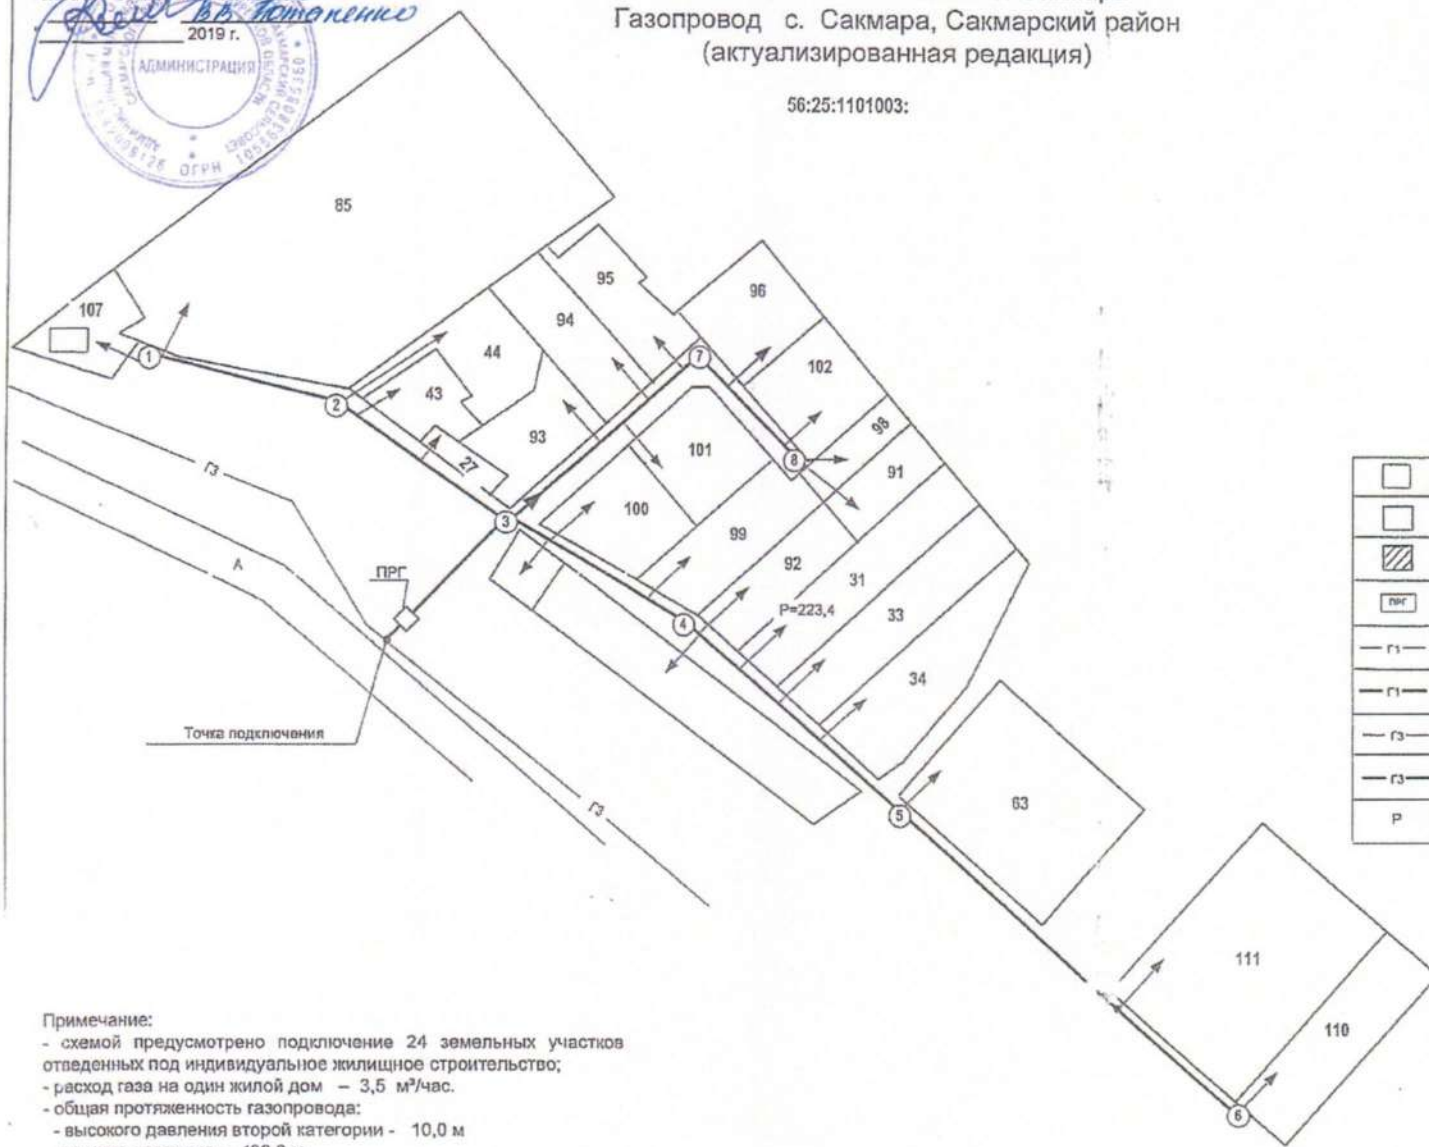 В.В. Потапенко
2019 г.
АДМИНИСТРАЦИЯ
ОГРН
Газопровод с. Сакмара, Сакмарский район
(актуализированная редакция)
56:25:1101003:
85
107
1
2
43
44
94
95
96
7
102
93
27
101
8
98
91
3
100
99
92
31
P=223,4
33
4
34
Г3
А
ПРГ
Точка подключения
Г3
5
63
111
110
6
ПРГ
Г1
Г1
Г3
Г3
Р
Примечание:
- схемой предусмотрено подключение 24 земельных участков
отведенных под индивидуальное жилищное строительство;
- расход газа на один жилой дом – 3,5 м³/час.
- общая протяженность газопровода:
- высокого давления второй категории - 10,0 м